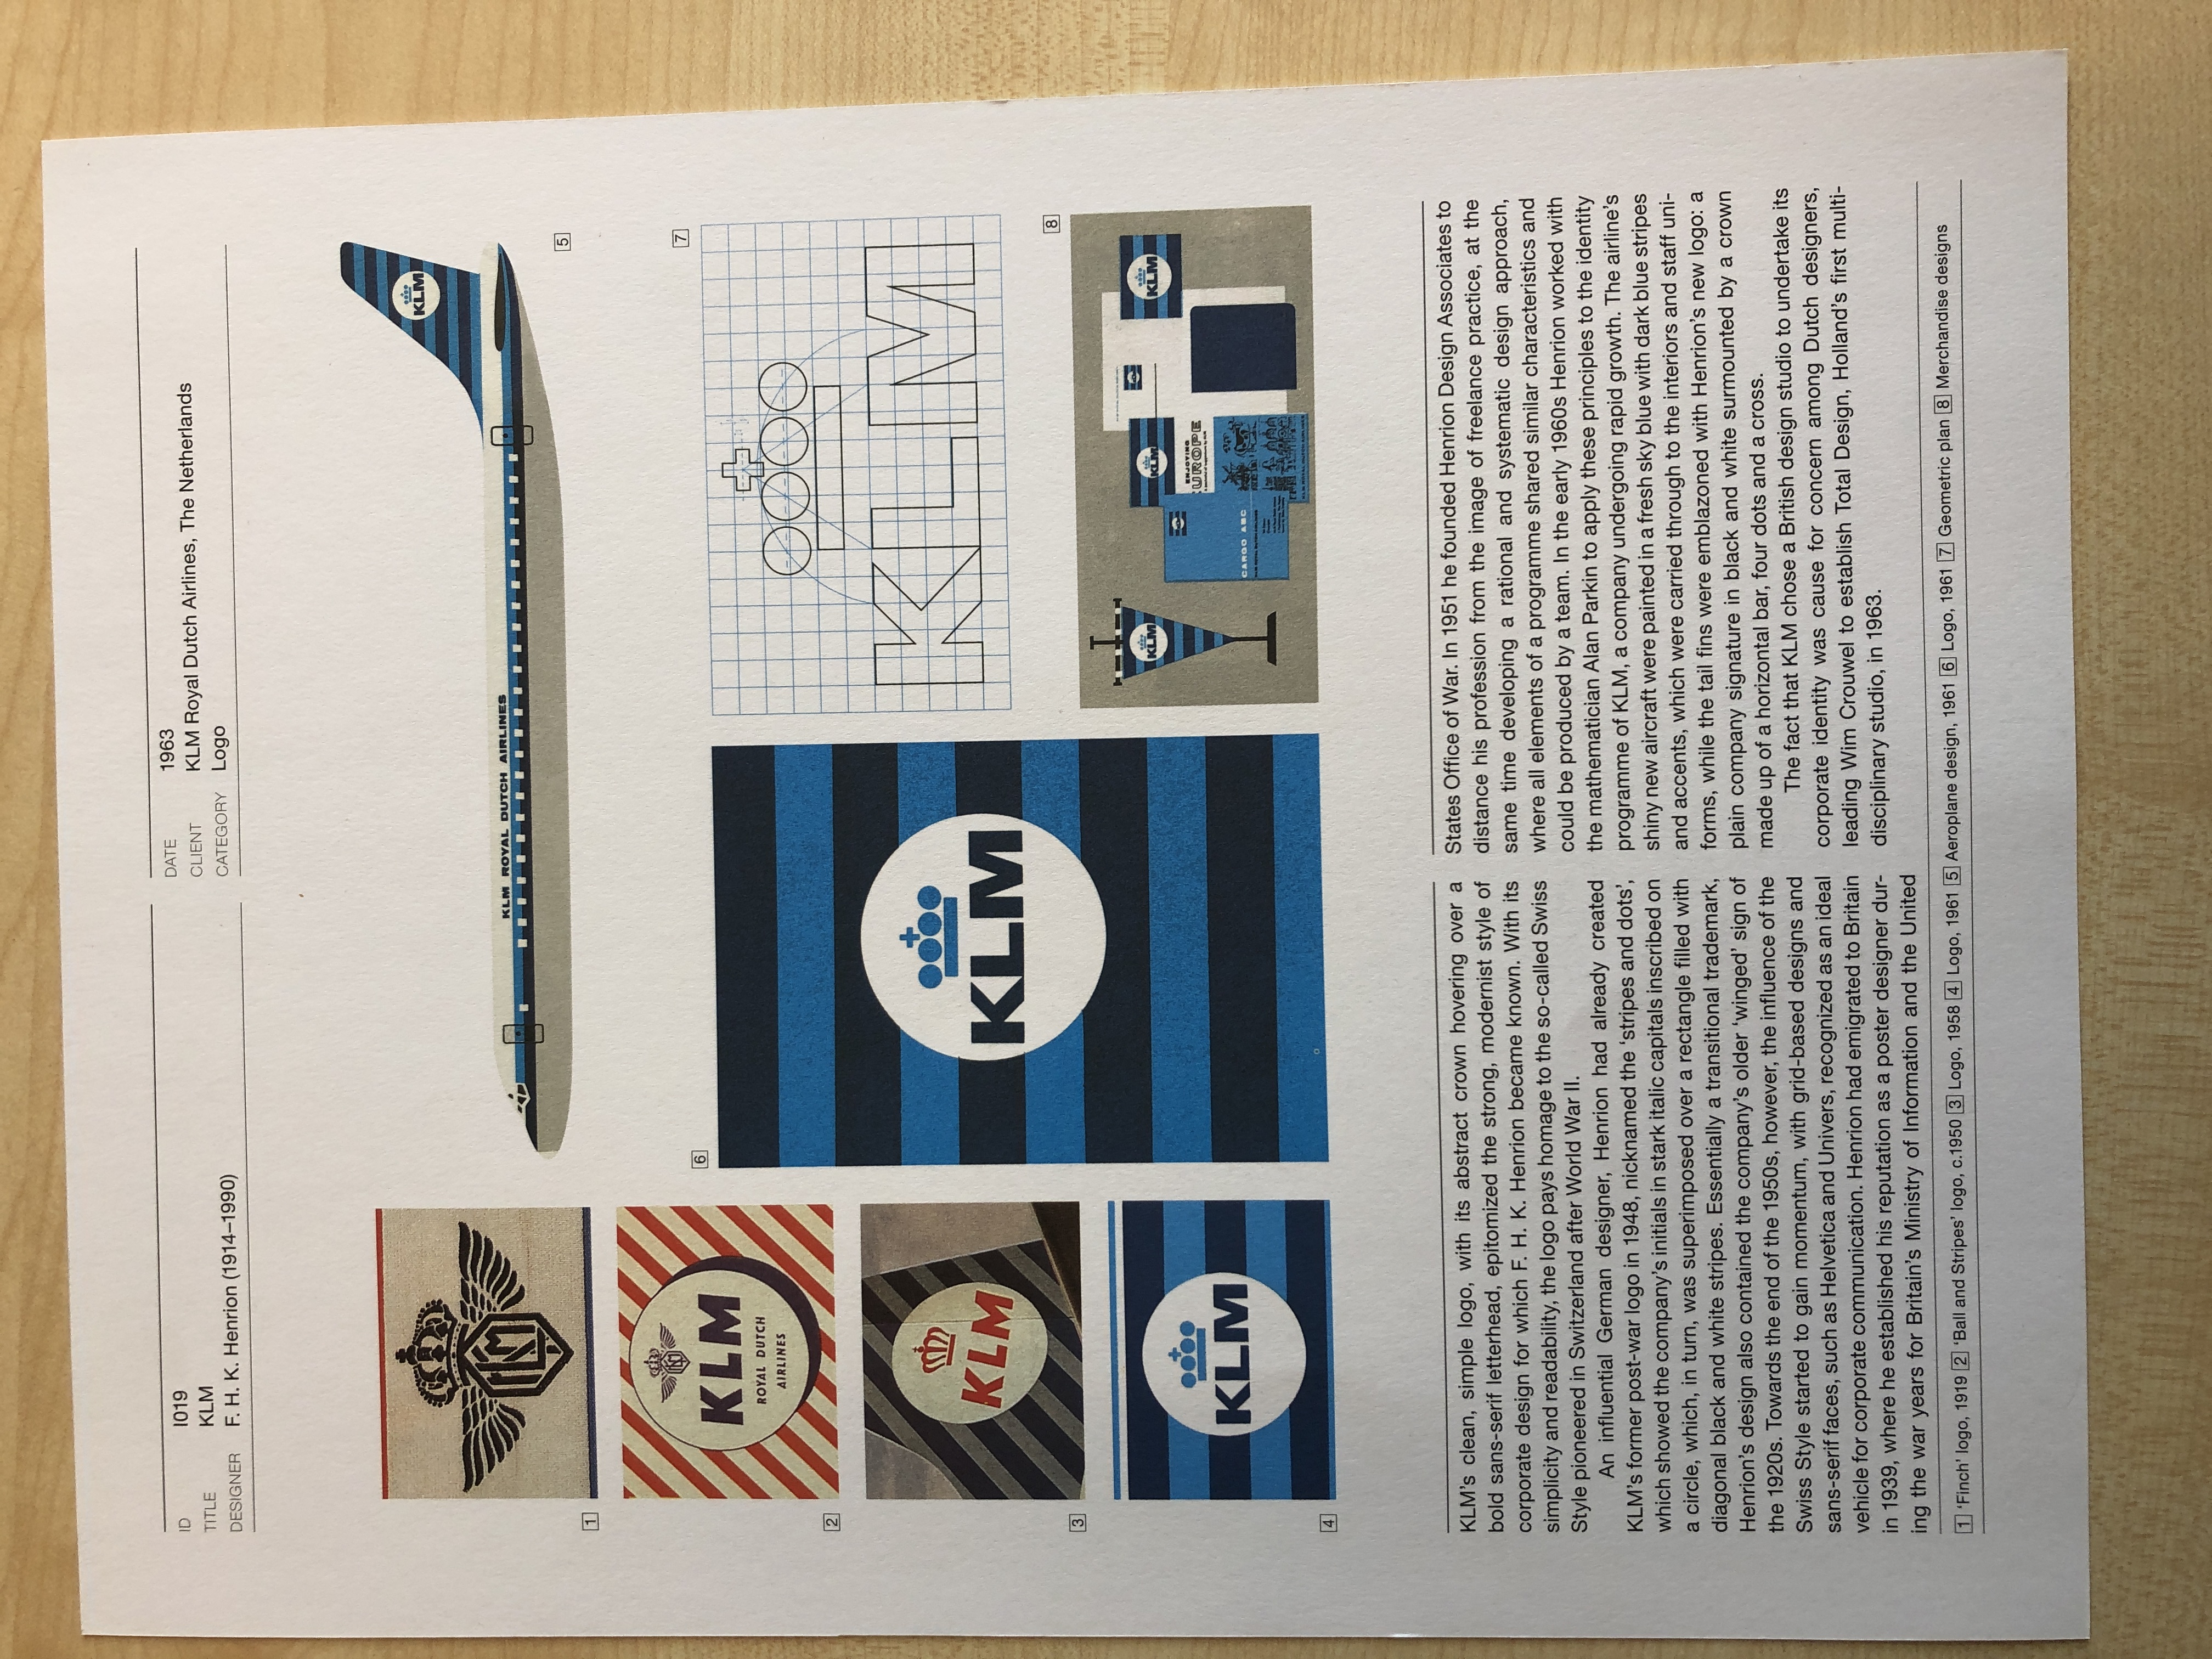 ID I019
TITLE KLM
DESIGNER F. H. K. Henrion (1914–1990)
DATE 1963
CLIENT KLM Royal Dutch Airlines, The Netherlands
CATEGORY Logo
KLM
1
KLM
ROYAL DUTCH
AIRLINES
2
KLM
3
KLM
4
KLM
KLM ROYAL DUTCH AIRLINES
5
6
KLM
7
KLM
8
KLM
KLM
KLM
ENJOYING
EUROPE
CARGO ABC
KLM ROYAL DUTCH AIRLINES
KLM ROYAL DUTCH AIRLINES
KLM’s clean, simple logo, with its abstract crown hovering over a
bold sans-serif letterhead, epitomized the strong, modernist style of
corporate design for which F. H. K. Henrion became known. With its
simplicity and readability, the logo pays homage to the so-called Swiss
Style pioneered in Switzerland after World War II.
An influential German designer, Henrion had already created
KLM’s former post-war logo in 1948, nicknamed the ‘stripes and dots’,
which showed the company’s initials in stark italic capitals inscribed on
a circle, which, in turn, was superimposed over a rectangle filled with
diagonal black and white stripes. Essentially a transitional trademark,
Henrion’s design also contained the company’s older ‘winged’ sign of
the 1920s. Towards the end of the 1950s, however, the influence of the
Swiss Style started to gain momentum, with grid-based designs and
sans-serif faces, such as Helvetica and Univers, recognized as an ideal
vehicle for corporate communication. Henrion had emigrated to Britain
in 1939, where he established his reputation as a poster designer dur-
ing the war years for Britain’s Ministry of Information and the United
States Office of War. In 1951 he founded Henrion Design Associates to
distance his profession from the image of freelance practice, at the
same time developing a rational and systematic design approach,
where all elements of a programme shared similar characteristics and
could be produced by a team. In the early 1960s Henrion worked with
the mathematician Alan Parkin to apply these principles to the identity
programme of KLM, a company undergoing rapid growth. The airline’s
shiny new aircraft were painted in a fresh sky blue with dark blue stripes
and accents, which were carried through to the interiors and staff uni-
forms, while the tail fins were emblazoned with Henrion’s new logo: a
plain company signature in black and white surmounted by a crown
made up of a horizontal bar, four dots and a cross.
The fact that KLM chose a British design studio to undertake its
corporate identity was cause for concern among Dutch designers,
leading Wim Crouwel to establish Total Design, Holland’s first multi-
disciplinary studio, in 1963.
1 ‘Finch’ logo, 1919 2 ‘Ball and Stripes’ logo, c.1950 3 Logo, 1958 4 Logo, 1961 5 Aeroplane design, 1961 6 Logo, 1961 7 Geometric plan 8 Merchandise designs